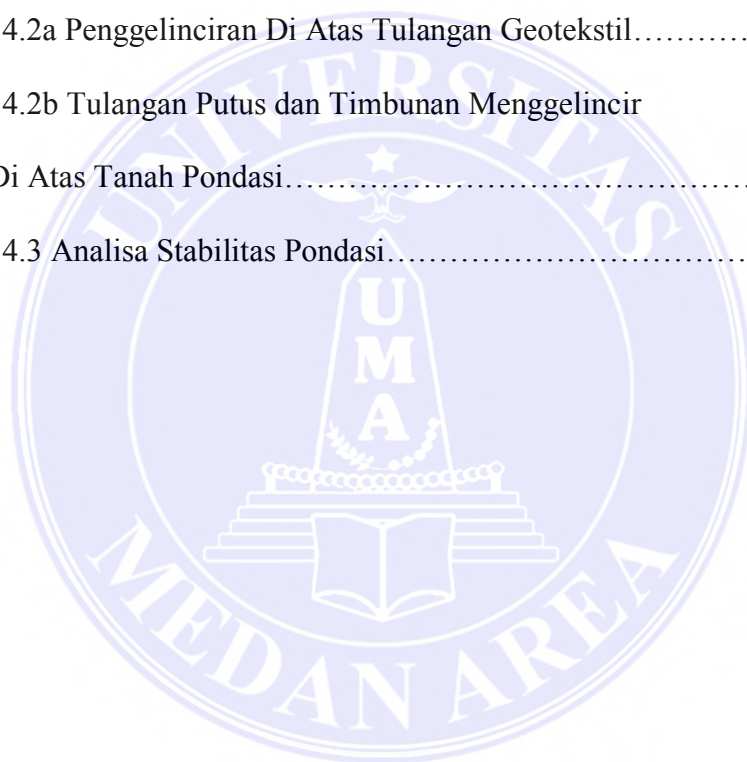 4.2a Penggelinciran Di Atas Tulangan Geotekstil…………
4.2b Tulangan Putus dan Timbunan Menggelincir
Di Atas Tanah Pondasi……………………………………
4.3 Analisa Stabilitas Pondasi……………………………
UNIVERSITAS
UMA
MEDAN AREA